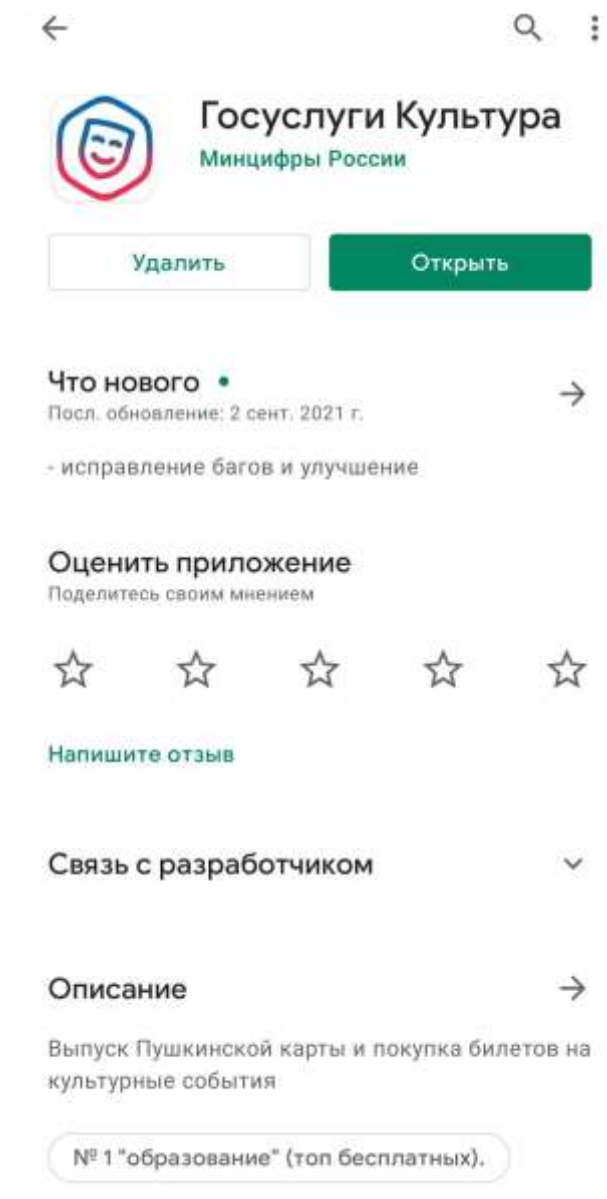 Госуслуги Культура
Минцифры России
Удалить
Открыть
Что нового
Посл. обновление: 2 сент. 2021 г.
- исправление багов и улучшение
Оценить приложение
Поделитесь своим мнением
Напишите отзыв
Связь с разработчиком
Описание
Выпуск Пушкинской карты и покупка билетов на
культурные события
№ 1 "образование" (топ бесплатных).